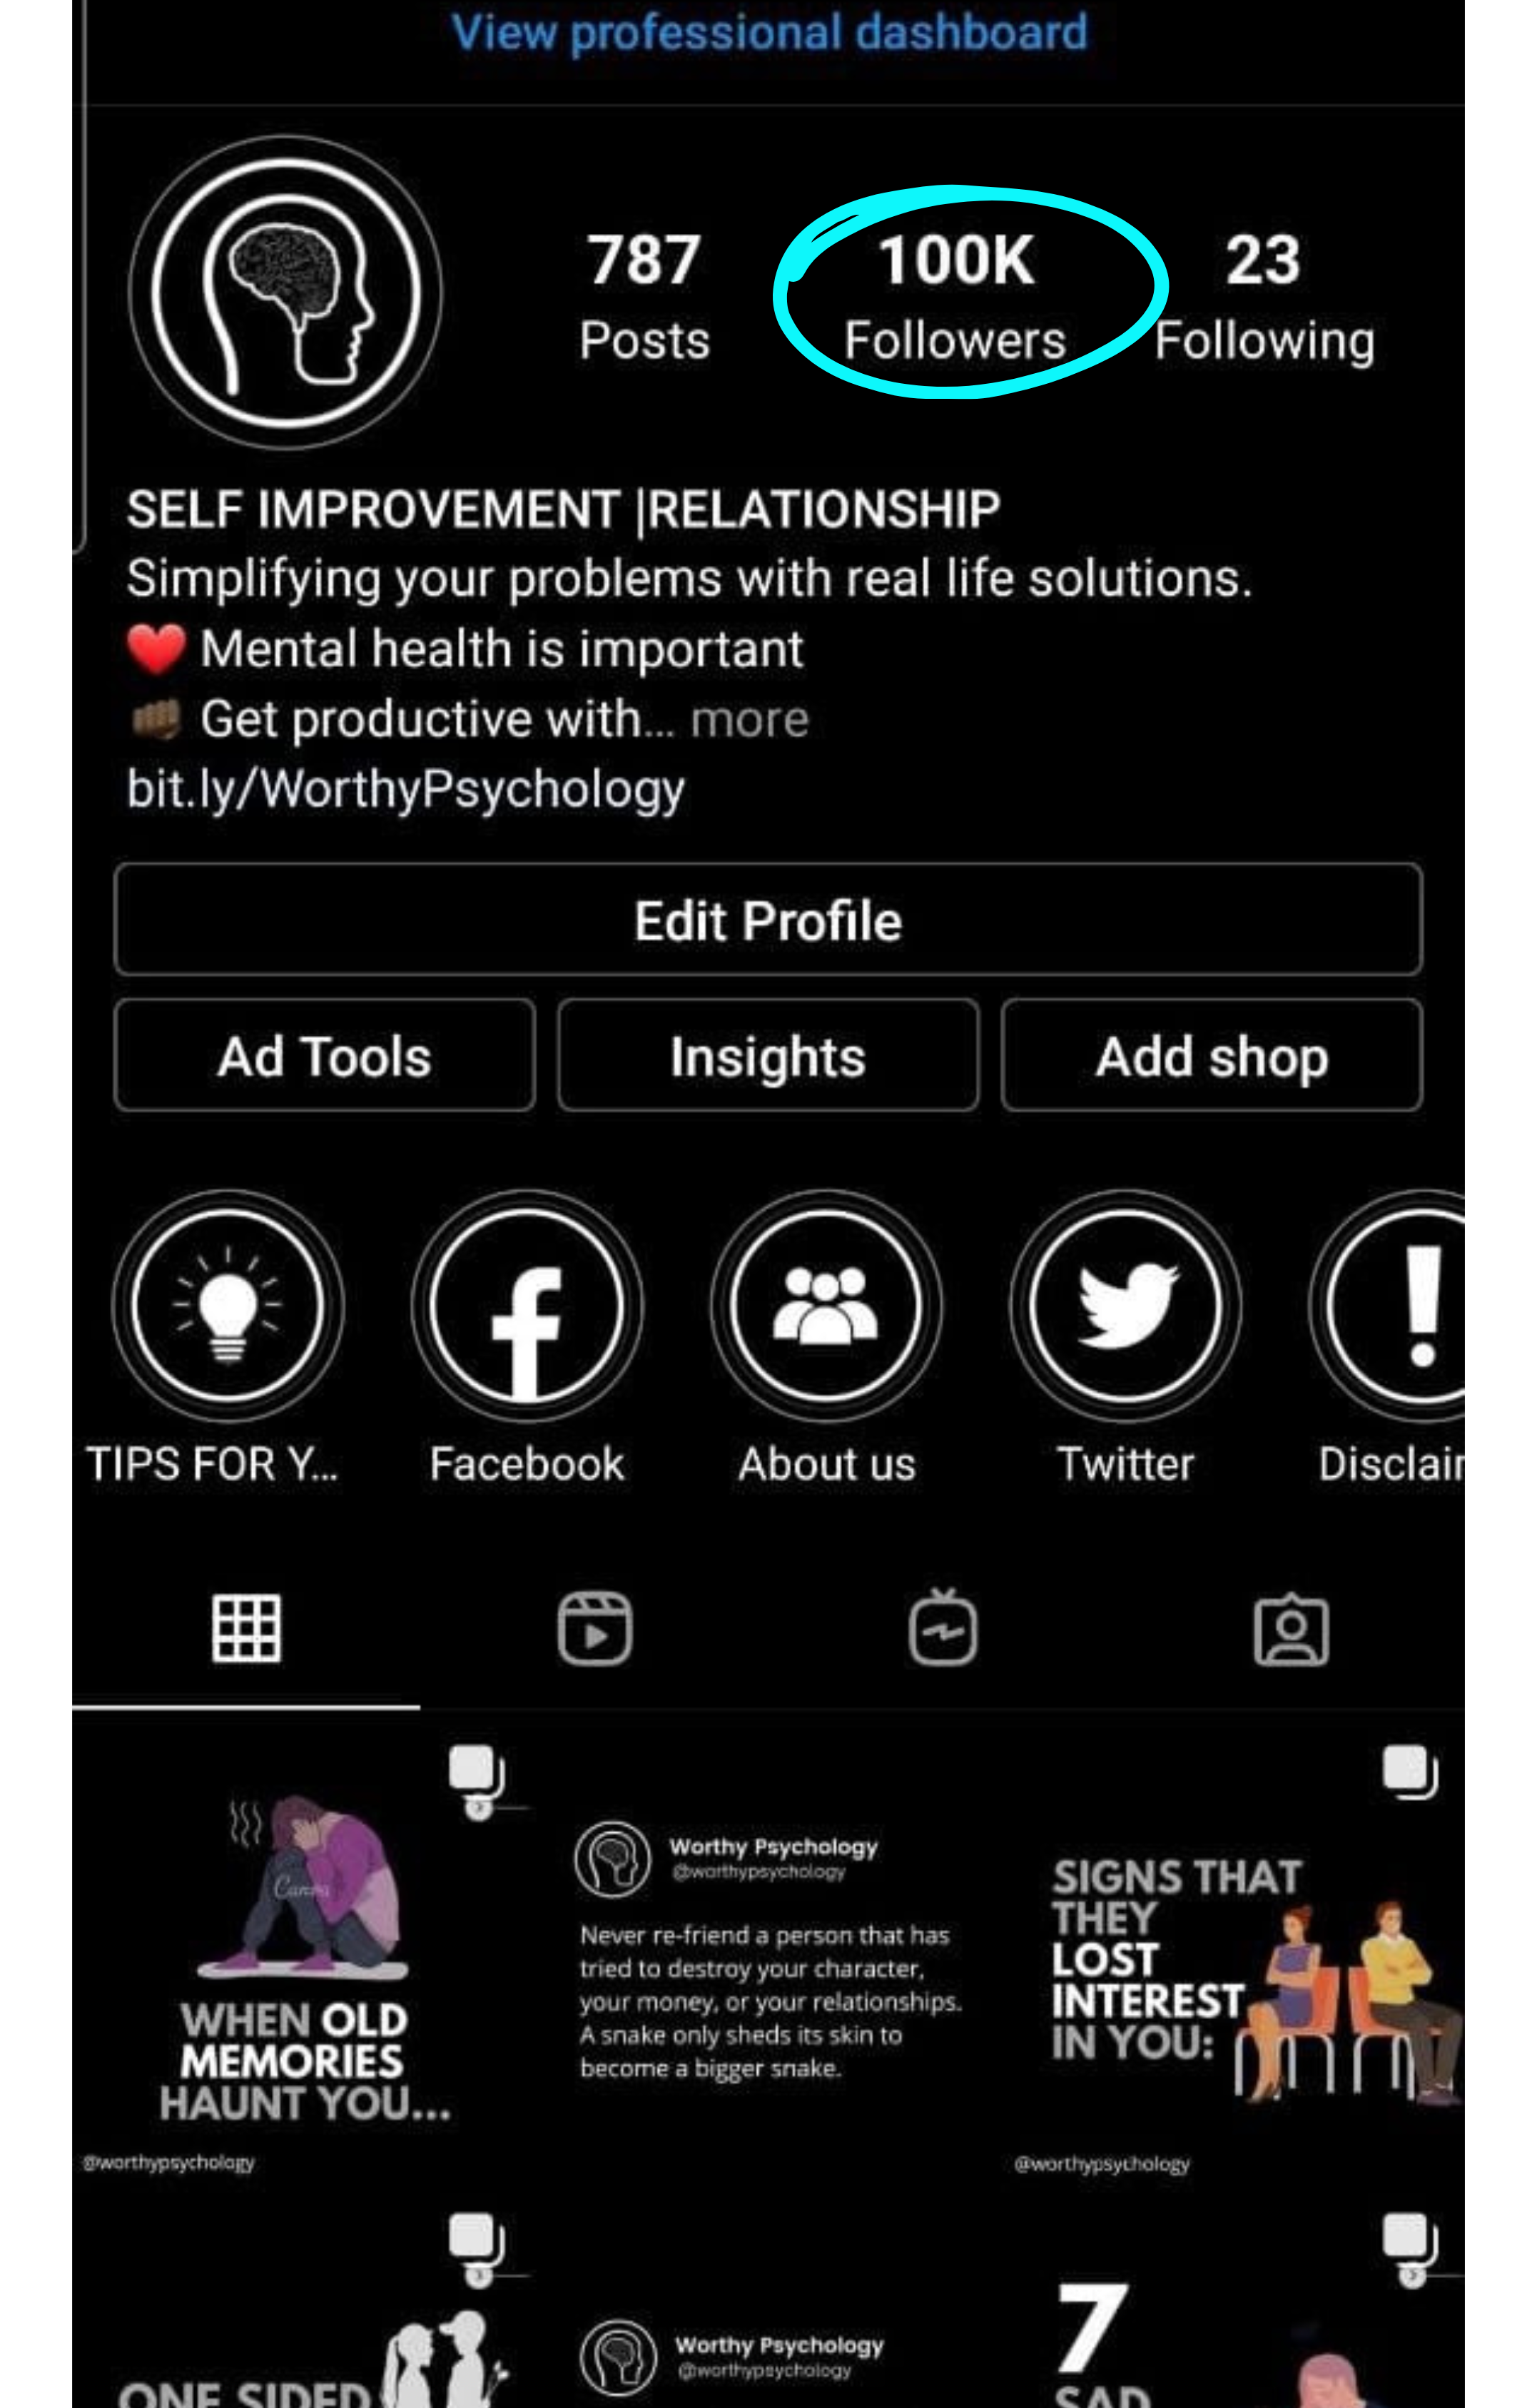 View professional dashboard
787
100K
23
Posts
Followers
Following
SELF IMPROVEMENT |RELATIONSHIP
Simplifying your problems with real life solutions.
❤️ Mental health is important
👊🏾 Get productive with... more
bit.ly/WorthyPsychology
Edit Profile
Ad Tools
Insights
Add shop
TIPS FOR Y...
Facebook
About us
Twitter
Disclair
Canva
WHEN OLD
MEMORIES
HAUNT YOU...
@worthypsychology
Worthy Psychology
@worthypsychology
Never re-friend a person that has
tried to destroy your character,
your money, or your relationships.
A snake only sheds its skin to
become a bigger snake.
SIGNS THAT
THEY
LOST
INTEREST
IN YOU:
@worthypsychology
ONE SIDED
Worthy Psychology
@worthypsychology
7
SAD